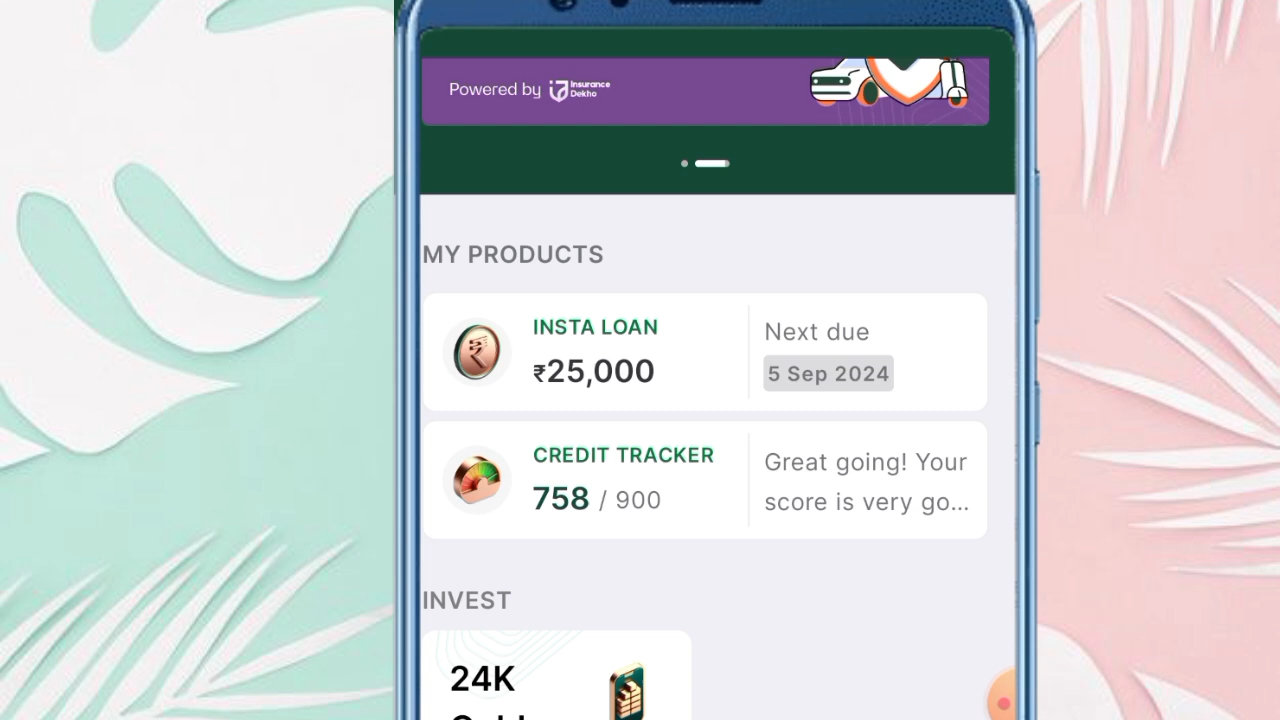 Powered by Insurance
Dekho
MY PRODUCTS
INSTA LOAN
₹25,000
Next due
5 Sep 2024
CREDIT TRACKER
758 / 900
Great going! Your
score is very go...
INVEST
24K